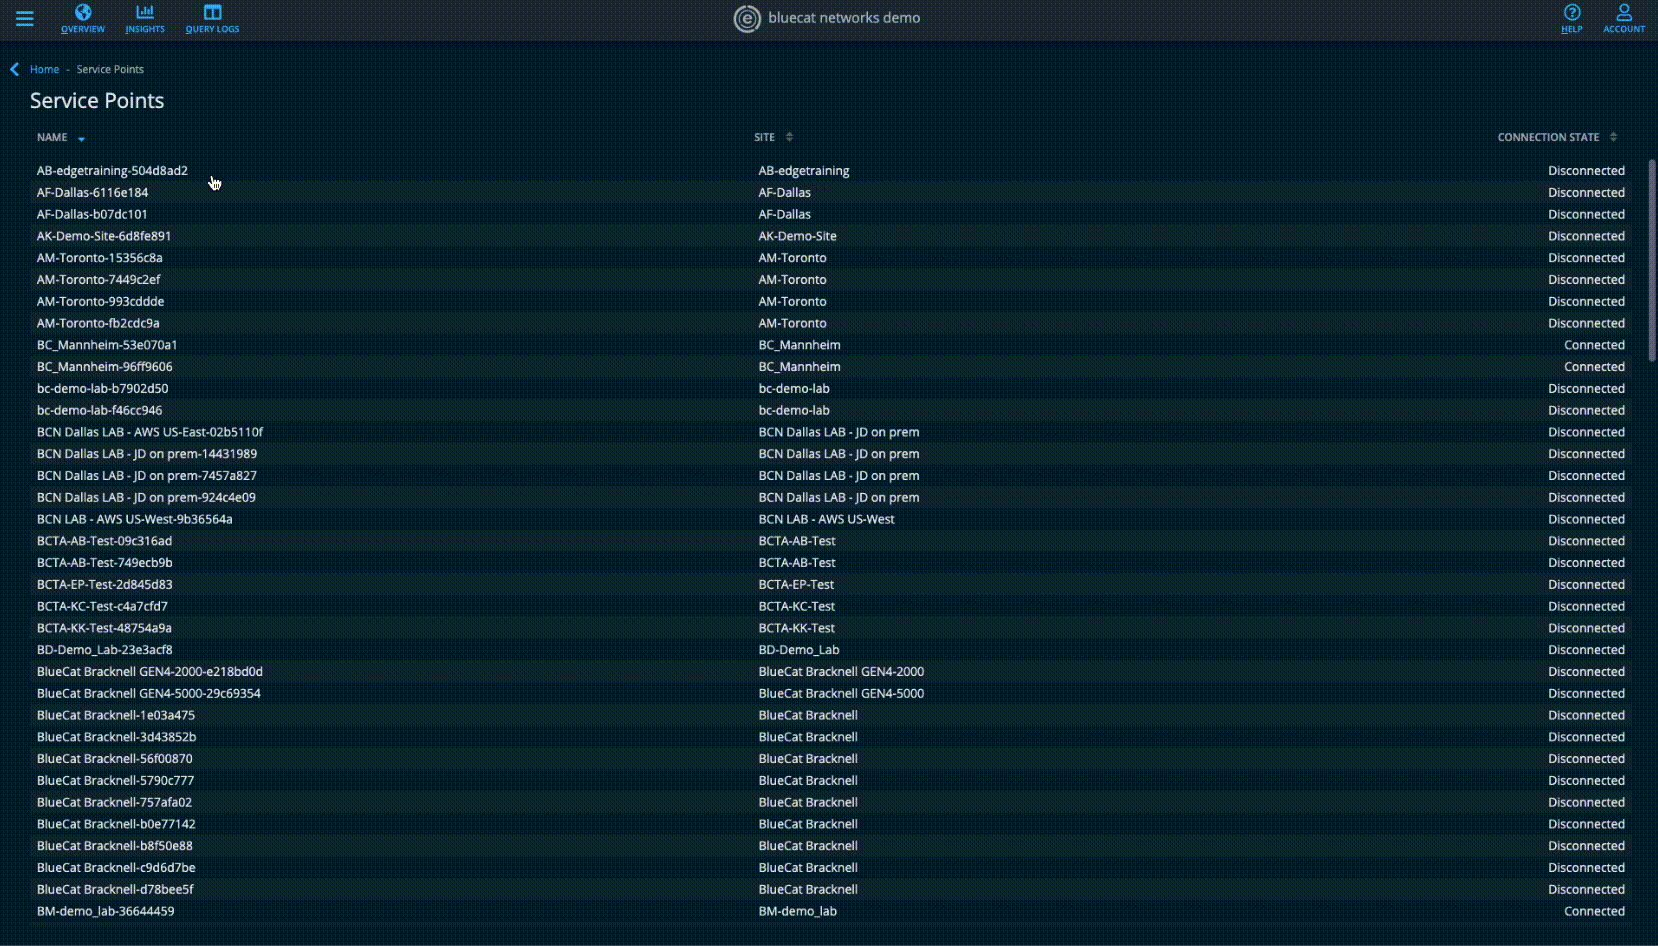 OVERVIEW INSIGHTS QUERY LOGS bluecat networks demo HELP ACCOUNT
Home - Service Points
Service Points
NAME SITE CONNECTION STATE
AB-edgetraining-504d8ad2 AB-edgetraining Disconnected
AF-Dallas-6116e184 AF-Dallas Disconnected
AF-Dallas-b07dc101 AF-Dallas Disconnected
AK-Demo-Site-6d8fe891 AK-Demo-Site Disconnected
AM-Toronto-15356c8a AM-Toronto Disconnected
AM-Toronto-7449c2ef AM-Toronto Disconnected
AM-Toronto-993cddde AM-Toronto Disconnected
AM-Toronto-fb2cdc9a AM-Toronto Disconnected
BC_Mannheim-53e070a1 BC_Mannheim Connected
BC_Mannheim-96ff9606 BC_Mannheim Connected
bc-demo-lab-b7902d50 bc-demo-lab Disconnected
bc-demo-lab-f46cc946 bc-demo-lab Disconnected
BCN Dallas LAB - AWS US-East-02b5110f BCN Dallas LAB - JD on prem Disconnected
BCN Dallas LAB - JD on prem-14431989 BCN Dallas LAB - JD on prem Disconnected
BCN Dallas LAB - JD on prem-7457a827 BCN Dallas LAB - JD on prem Disconnected
BCN Dallas LAB - JD on prem-924c4e09 BCN Dallas LAB - JD on prem Disconnected
BCN LAB - AWS US-West-9b36564a BCN LAB - AWS US-West Disconnected
BCTA-AB-Test-09c316ad BCTA-AB-Test Disconnected
BCTA-AB-Test-749ecb9b BCTA-AB-Test Disconnected
BCTA-EP-Test-2d845d83 BCTA-EP-Test Disconnected
BCTA-KC-Test-c4a7cfd7 BCTA-KC-Test Disconnected
BCTA-KK-Test-48754a9a BCTA-KK-Test Disconnected
BD-Demo_Lab-23e3acf8 BD-Demo_Lab Disconnected
BlueCat Bracknell GEN4-2000-e218bd0d BlueCat Bracknell GEN4-2000 Disconnected
BlueCat Bracknell GEN4-5000-29c69354 BlueCat Bracknell GEN4-5000 Disconnected
BlueCat Bracknell-1e03a475 BlueCat Bracknell Disconnected
BlueCat Bracknell-3d43852b BlueCat Bracknell Disconnected
BlueCat Bracknell-56f00870 BlueCat Bracknell Disconnected
BlueCat Bracknell-5790c777 BlueCat Bracknell Disconnected
BlueCat Bracknell-757afa02 BlueCat Bracknell Disconnected
BlueCat Bracknell-b0e77142 BlueCat Bracknell Disconnected
BlueCat Bracknell-b8f50e88 BlueCat Bracknell Disconnected
BlueCat Bracknell-c9d6d7be BlueCat Bracknell Disconnected
BlueCat Bracknell-d78bee5f BlueCat Bracknell Disconnected
BM-demo_lab-36644459 BM-demo_lab Connected